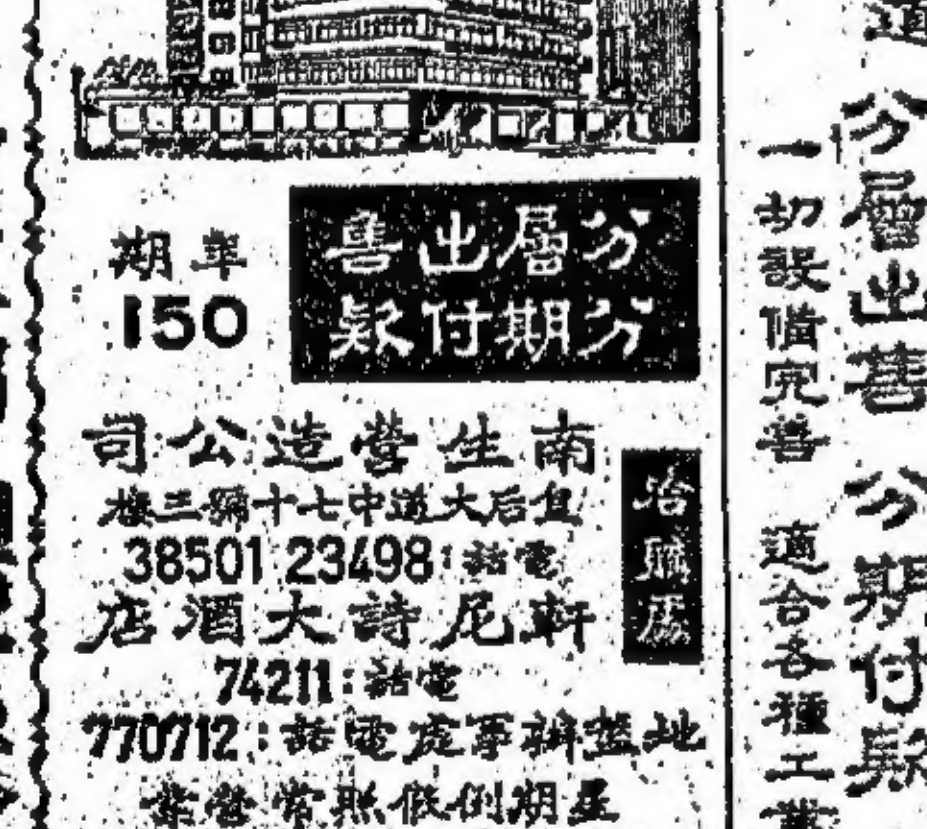 分層出售 分期付款
一切設備完善 適合各種工業
分層出售
分期付款
年期
150
洽購處
南生營造公司
皇后大道中七十號三樓
電話：23498 38501
軒尼詩大酒店
電話：74211
地盤辦事處電話：770712
星期例假照常營業